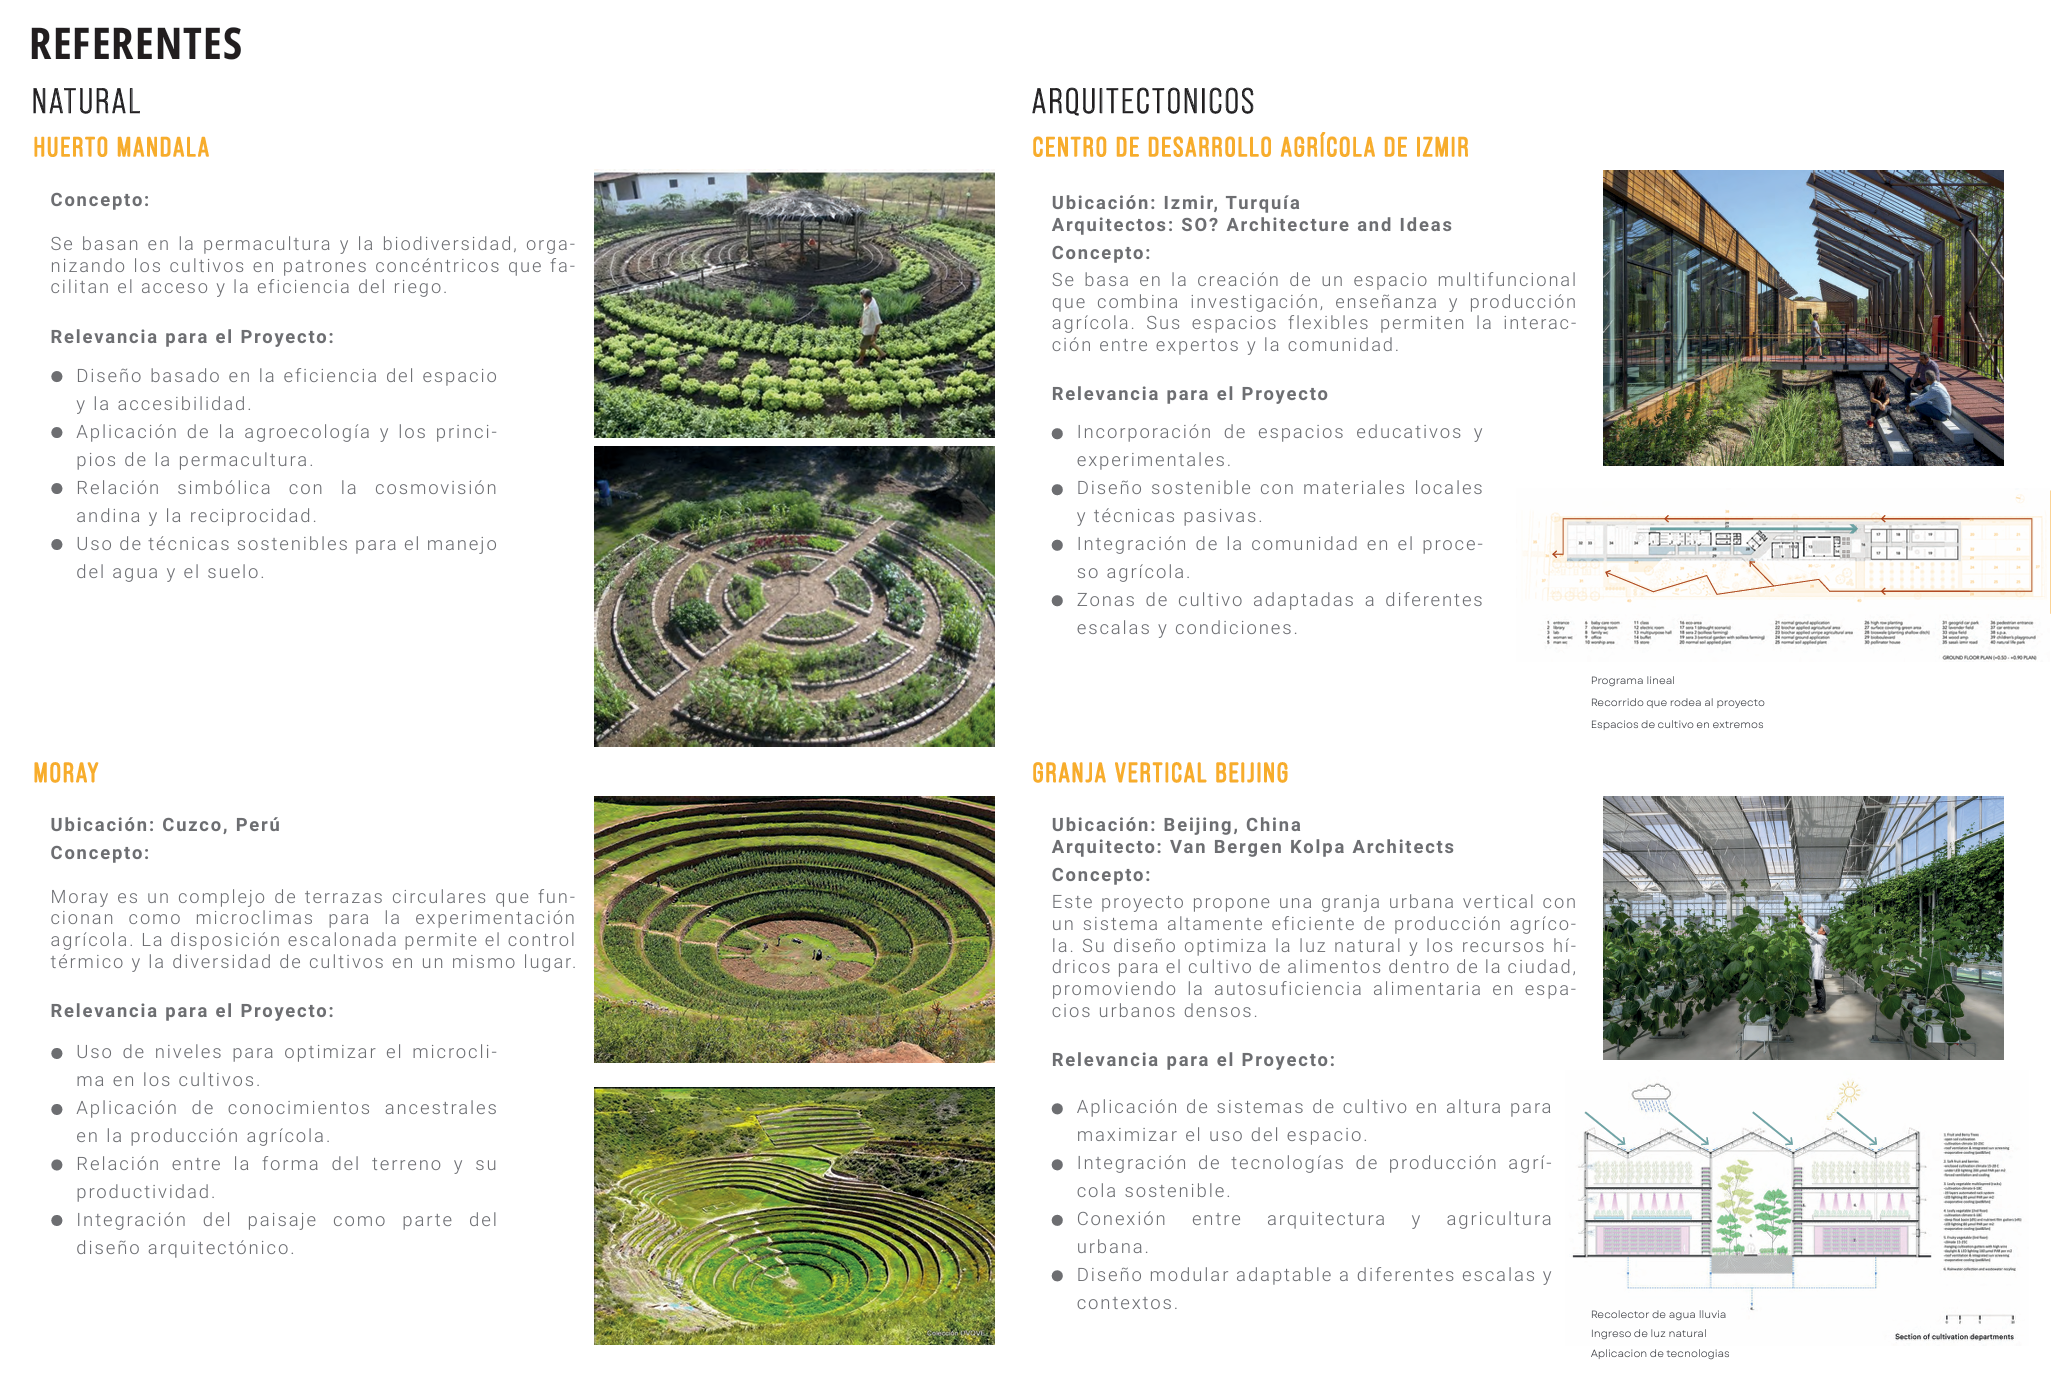 REFERENTES
NATURAL
HUERTO MANDALA
Concepto:
Se basan en la permacultura y la biodiversidad, orga-
nizando los cultivos en patrones concéntricos que fa-
cilitan el acceso y la eficiencia del riego.
Relevancia para el Proyecto:
● Diseño basado en la eficiencia del espacio
y la accesibilidad.
● Aplicación de la agroecología y los princi-
pios de la permacultura.
● Relación simbólica con la cosmovisión
andina y la reciprocidad.
● Uso de técnicas sostenibles para el manejo
del agua y el suelo.
MORAY
Ubicación: Cuzco, Perú
Concepto:
Moray es un complejo de terrazas circulares que fun-
cionan como microclimas para la experimentación
agrícola. La disposición escalonada permite el control
térmico y la diversidad de cultivos en un mismo lugar.
Relevancia para el Proyecto:
● Uso de niveles para optimizar el microcli-
ma en los cultivos.
● Aplicación de conocimientos ancestrales
en la producción agrícola.
● Relación entre la forma del terreno y su
productividad.
● Integración del paisaje como parte del
diseño arquitectónico.
ARQUITECTONICOS
CENTRO DE DESARROLLO AGRÍCOLA DE IZMIR
Ubicación: Izmir, Turquía
Arquitectos: SO? Architecture and Ideas
Concepto:
Se basa en la creación de un espacio multifuncional
que combina investigación, enseñanza y producción
agrícola. Sus espacios flexibles permiten la interac-
ción entre expertos y la comunidad.
Relevancia para el Proyecto
● Incorporación de espacios educativos y
experimentales.
● Diseño sostenible con materiales locales
y técnicas pasivas.
● Integración de la comunidad en el proce-
so agrícola.
● Zonas de cultivo adaptadas a diferentes
escalas y condiciones.
GROUND FLOOR PLAN (+0.50 - +0.90 PLAN)
Programa lineal
Recorrido que rodea al proyecto
Espacios de cultivo en extremos
GRANJA VERTICAL BEIJING
Ubicación: Beijing, China
Arquitecto: Van Bergen Kolpa Architects
Concepto:
Este proyecto propone una granja urbana vertical con
un sistema altamente eficiente de producción agríco-
la. Su diseño optimiza la luz natural y los recursos hí-
dricos para el cultivo de alimentos dentro de la ciudad,
promoviendo la autosuficiencia alimentaria en espa-
cios urbanos densos.
Relevancia para el Proyecto:
● Aplicación de sistemas de cultivo en altura para
maximizar el uso del espacio.
● Integración de tecnologías de producción agrí-
cola sostenible.
● Conexión entre arquitectura y agricultura
urbana.
● Diseño modular adaptable a diferentes escalas y
contextos.
Recolector de agua lluvia
Ingreso de luz natural
Aplicacion de tecnologias
Section of cultivation departments